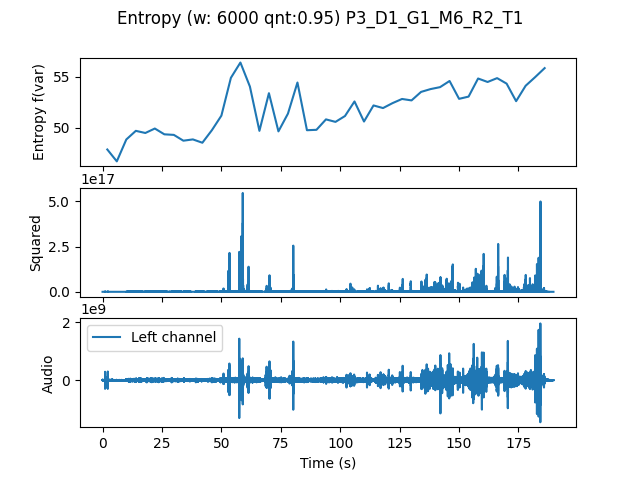 Entropy (w: 6000 qnt:0.95) P3_D1_G1_M6_R2_T1
Entropy f(var)
55
50
1e17
Squared
5.0
2.5
0.0
1e9
Audio
2
0
Left channel
0 25 50 75 100 125 150 175
Time (s)